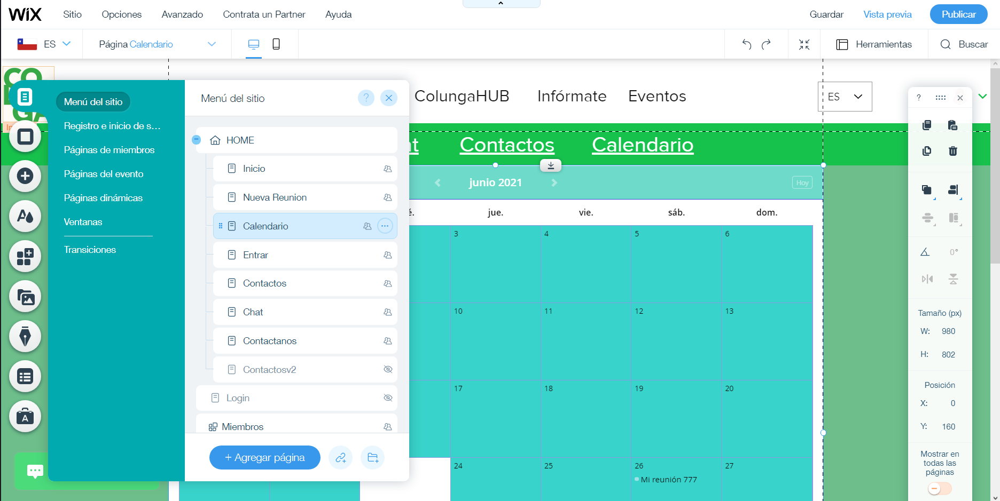 WiX
Sitio
Opciones
Avanzado
Contrata un Partner
Ayuda
Guardar
Vista previa
Publicar
ES
Página Calendario
Herramientas
Buscar
CO
GA
ColungaHUB
Infórmate
Eventos
ES
Contactos
Calendario
Menú del sitio
Registro e inicio de s...
Páginas de miembros
Páginas del evento
Páginas dinámicas
Ventanas
Transiciones
Menú del sitio
?
HOME
Inicio
Nueva Reunion
Calendario
Entrar
Contactos
Chat
Contactanos
Contactosv2
Login
Miembros
+ Agregar página
junio 2021
Hoy
é.
jue.
vie.
sáb.
dom.
3
4
5
6
10
11
12
13
17
18
19
20
24
25
26
27
Mi reunión 777
?
0°
Tamaño (px)
W: 980
H: 802
Posición
X: 0
Y: 160
Mostrar en
todas las
páginas